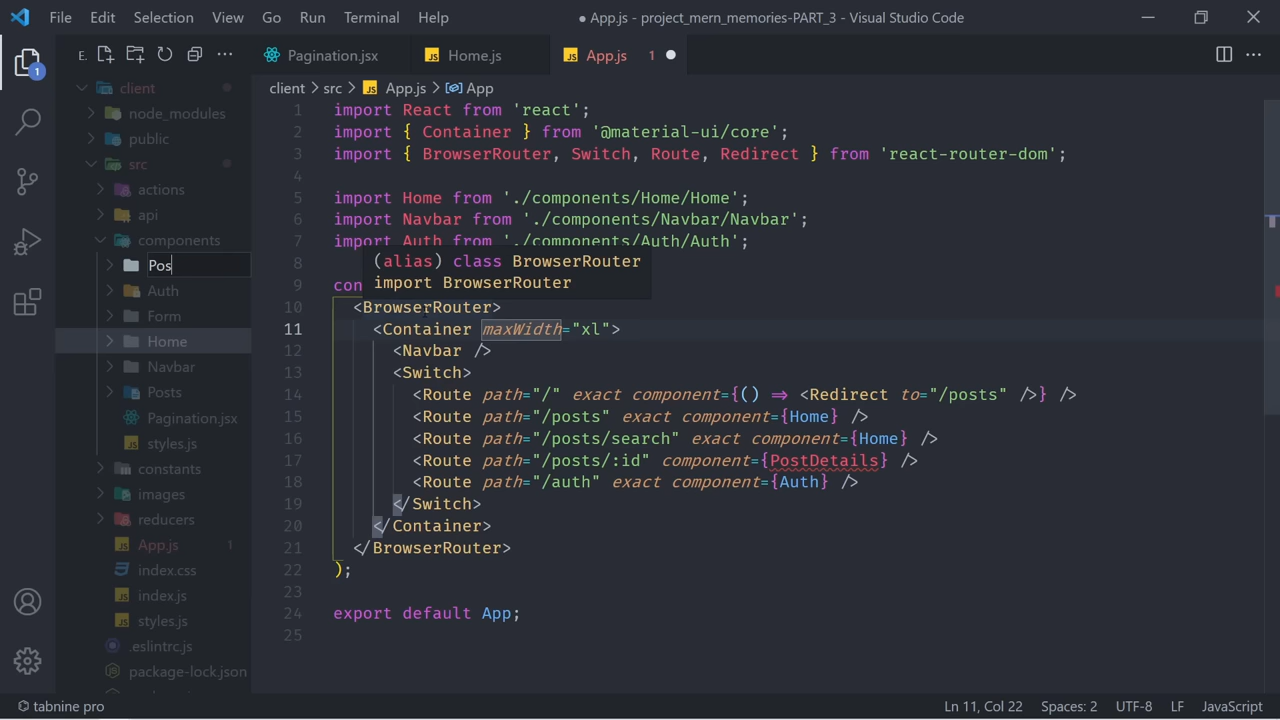 File Edit Selection View Go Run Terminal Help ● App.js - project_mern_memories-PART_3 - Visual Studio Code
1 E. ... Pagination.jsx JS Home.js JS App.js 1 ● ...
client > src > JS App.js > App
client
node_modules
public
src
actions
api
components
Pos
Auth
Form
Home
Navbar
Posts
Pagination.jsx
styles.js
constants
images
reducers
App.js 1
index.css
JS index.js
JS styles.js
.eslintrc.js
package-lock.json
1 import React from 'react';
2 import { Container } from '@material-ui/core';
3 import { BrowserRouter, Switch, Route, Redirect } from 'react-router-dom';
4
5 import Home from './components/Home/Home';
6 import Navbar from './components/Navbar/Navbar';
7 import Auth from './components/Auth/Auth';
8 (alias) class BrowserRouter
import BrowserRouter
9 con
10 <BrowserRouter>
11 <Container maxWidth="xl">
12 <Navbar />
13 <Switch>
14 <Route path="/" exact component={() => <Redirect to="/posts" />} />
15 <Route path="/posts" exact component={Home} />
16 <Route path="/posts/search" exact component={Home} />
17 <Route path="/posts/:id" component={PostDetails} />
18 <Route path="/auth" exact component={Auth} />
19 </Switch>
20 </Container>
21 </BrowserRouter>
22 );
23
24 export default App;
25
tabnine pro Ln 11, Col 22 Spaces: 2 UTF-8 LF JavaScript